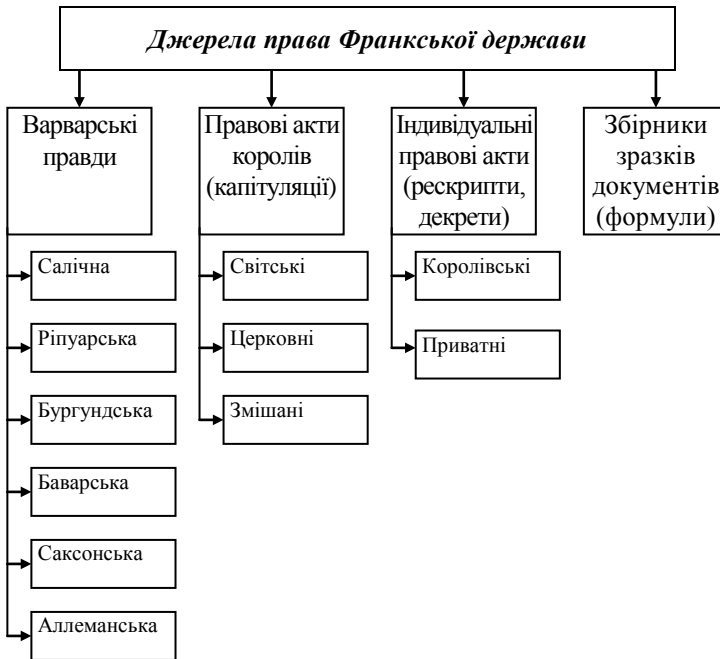 Джерела права Франкської держави
Варварські
правди
Салічна
Ріпуарська
Бургундська
Баварська
Саксонська
Аллеманська
Правові акти
королів
(капітуляції)
Світські
Церковні
Змішані
Індивідуальні
правові акти
(рескрипти,
декрети)
Королівські
Приватні
Збірники
зразків
документів
(формули)